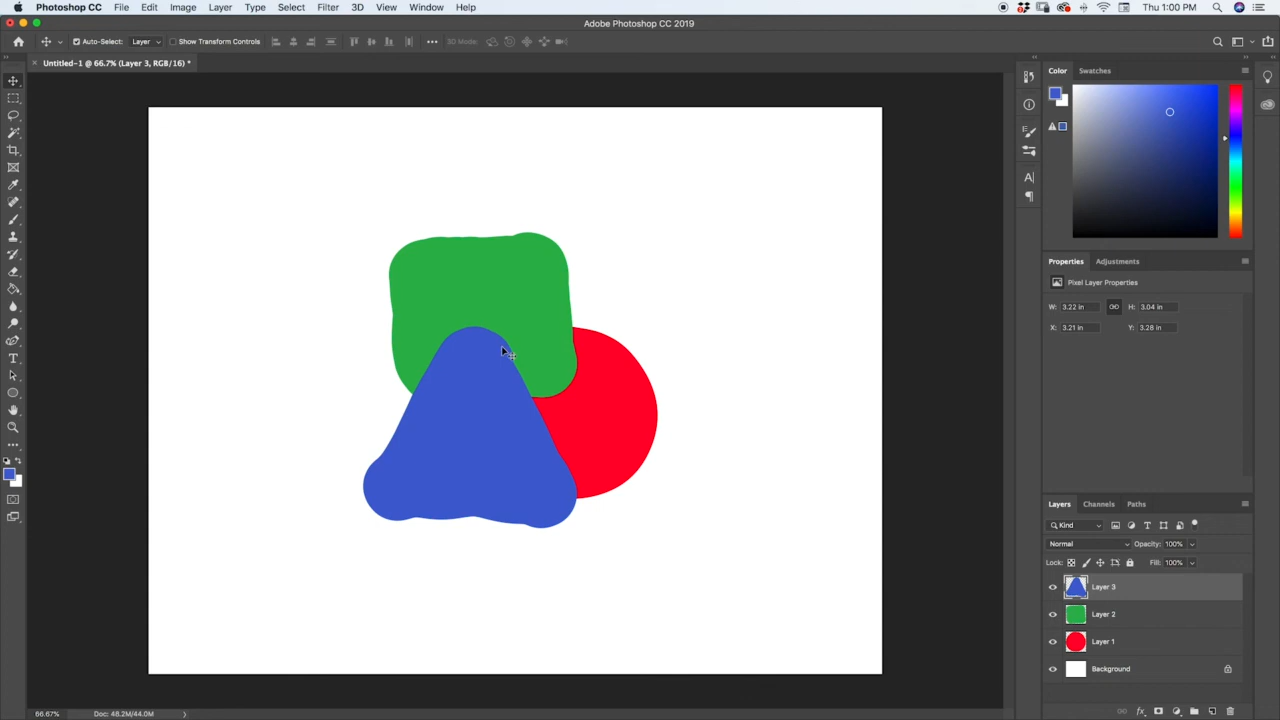 Photoshop CC File Edit Image Layer Type Select Filter 3D View Window Help Thu 1:00 PM
Adobe Photoshop CC 2019
Auto-Select: Layer Show Transform Controls 3D Mode:
Untitled-1 @ 66.7% (Layer 3, RGB/16) *
Color Swatches
Properties Adjustments
Pixel Layer Properties
W: 3.22 in H: 3.04 in
X: 3.21 in Y: 3.28 in
Layers Channels Paths
Kind
Normal Opacity: 100%
Lock: Fill: 100%
Layer 3
Layer 2
Layer 1
Background
66.67% Doc: 48.2M/44.0M